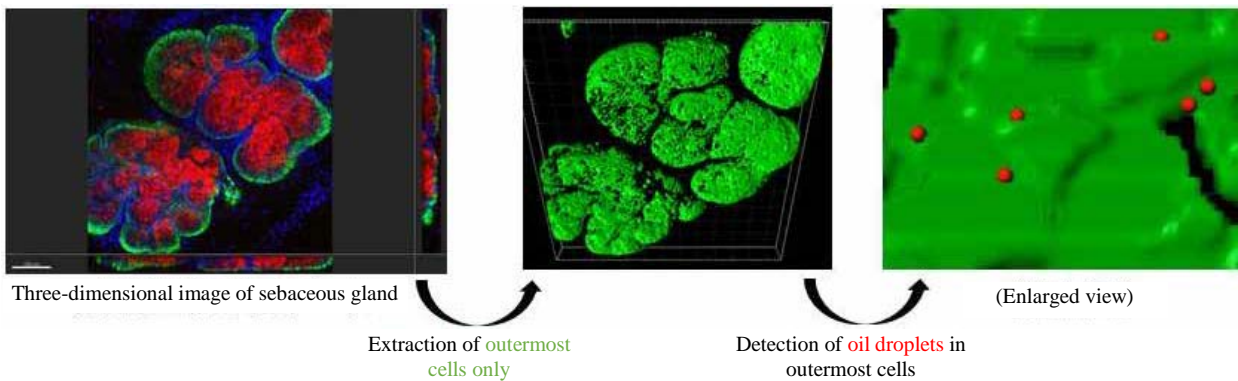 Three-dimensional image of sebaceous gland
(Enlarged view)
Extraction of outermost
cells only
Detection of oil droplets in
outermost cells